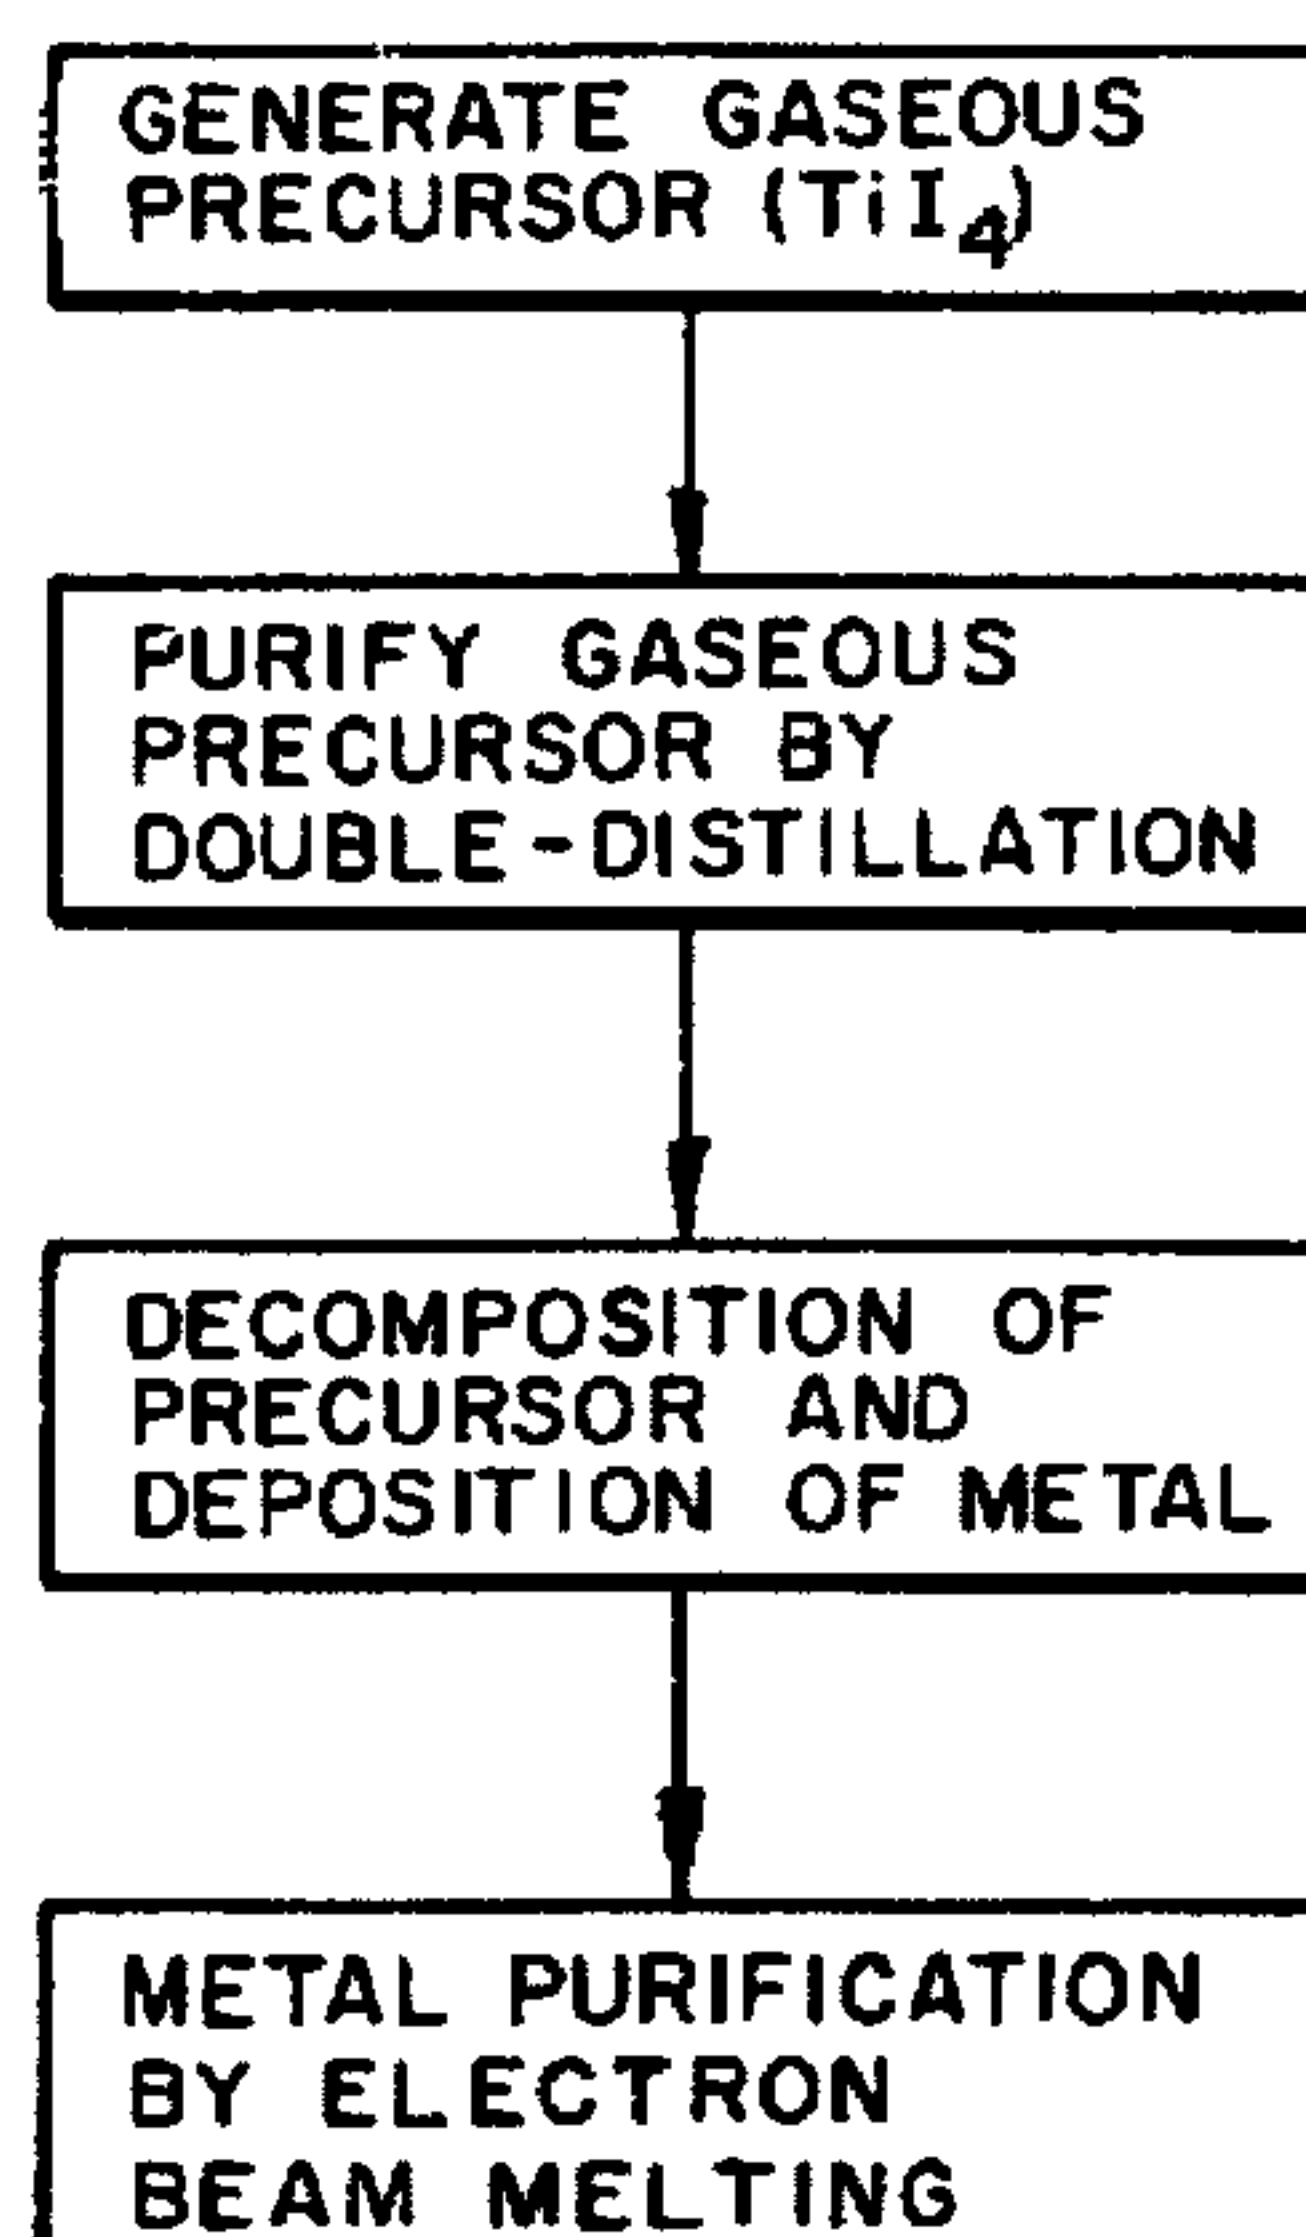 GENERATE GASEOUS
PRECURSOR (TiI4)
PURIFY GASEOUS
PRECURSOR BY
DOUBLE-DISTILLATION
DECOMPOSITION OF
PRECURSOR AND
DEPOSITION OF METAL
METAL PURIFICATION
BY ELECTRON
BEAM MELTING